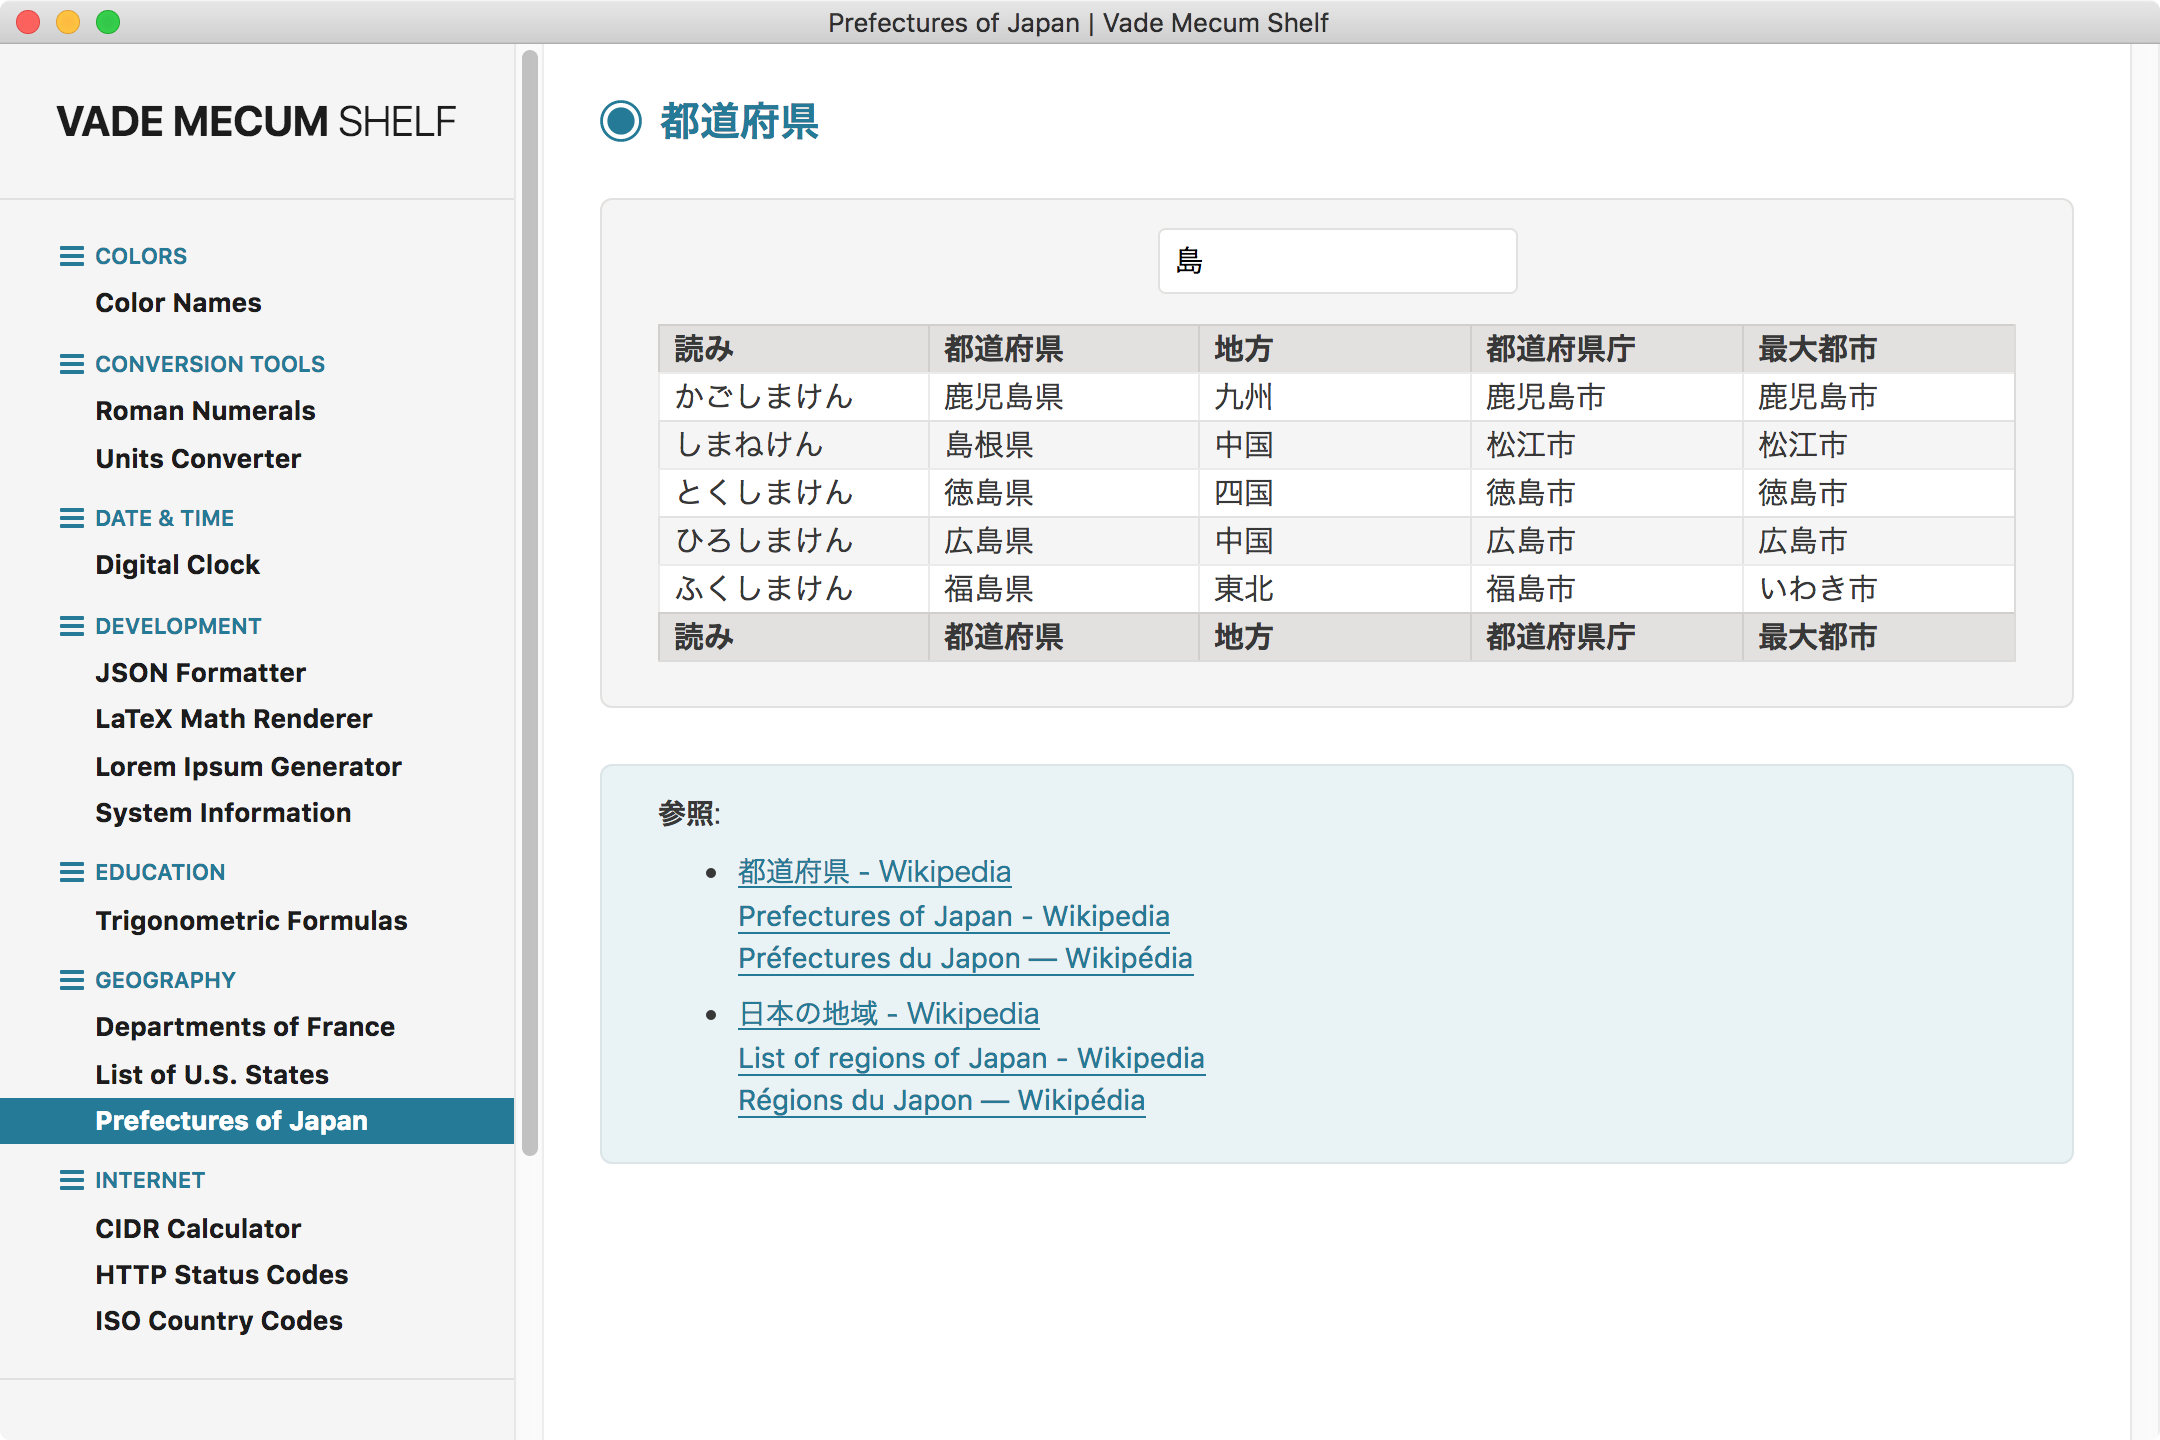 Prefectures of Japan | Vade Mecum Shelf
VADE MECUM SHELF
COLORS
Color Names
CONVERSION TOOLS
Roman Numerals
Units Converter
DATE & TIME
Digital Clock
DEVELOPMENT
JSON Formatter
LaTeX Math Renderer
Lorem Ipsum Generator
System Information
EDUCATION
Trigonometric Formulas
GEOGRAPHY
Departments of France
List of U.S. States
Prefectures of Japan
INTERNET
CIDR Calculator
HTTP Status Codes
ISO Country Codes
都道府県
島
読み 都道府県 地方 都道府県庁 最大都市
かごしまけん 鹿児島県 九州 鹿児島市 鹿児島市
しまねけん 島根県 中国 松江市 松江市
とくしまけん 徳島県 四国 徳島市 徳島市
ひろしまけん 広島県 中国 広島市 広島市
ふくしまけん 福島県 東北 福島市 いわき市
読み 都道府県 地方 都道府県庁 最大都市
参照:
都道府県 - Wikipedia
Prefectures of Japan - Wikipedia
Préfectures du Japon — Wikipédia
日本の地域 - Wikipedia
List of regions of Japan - Wikipedia
Régions du Japon — Wikipédia